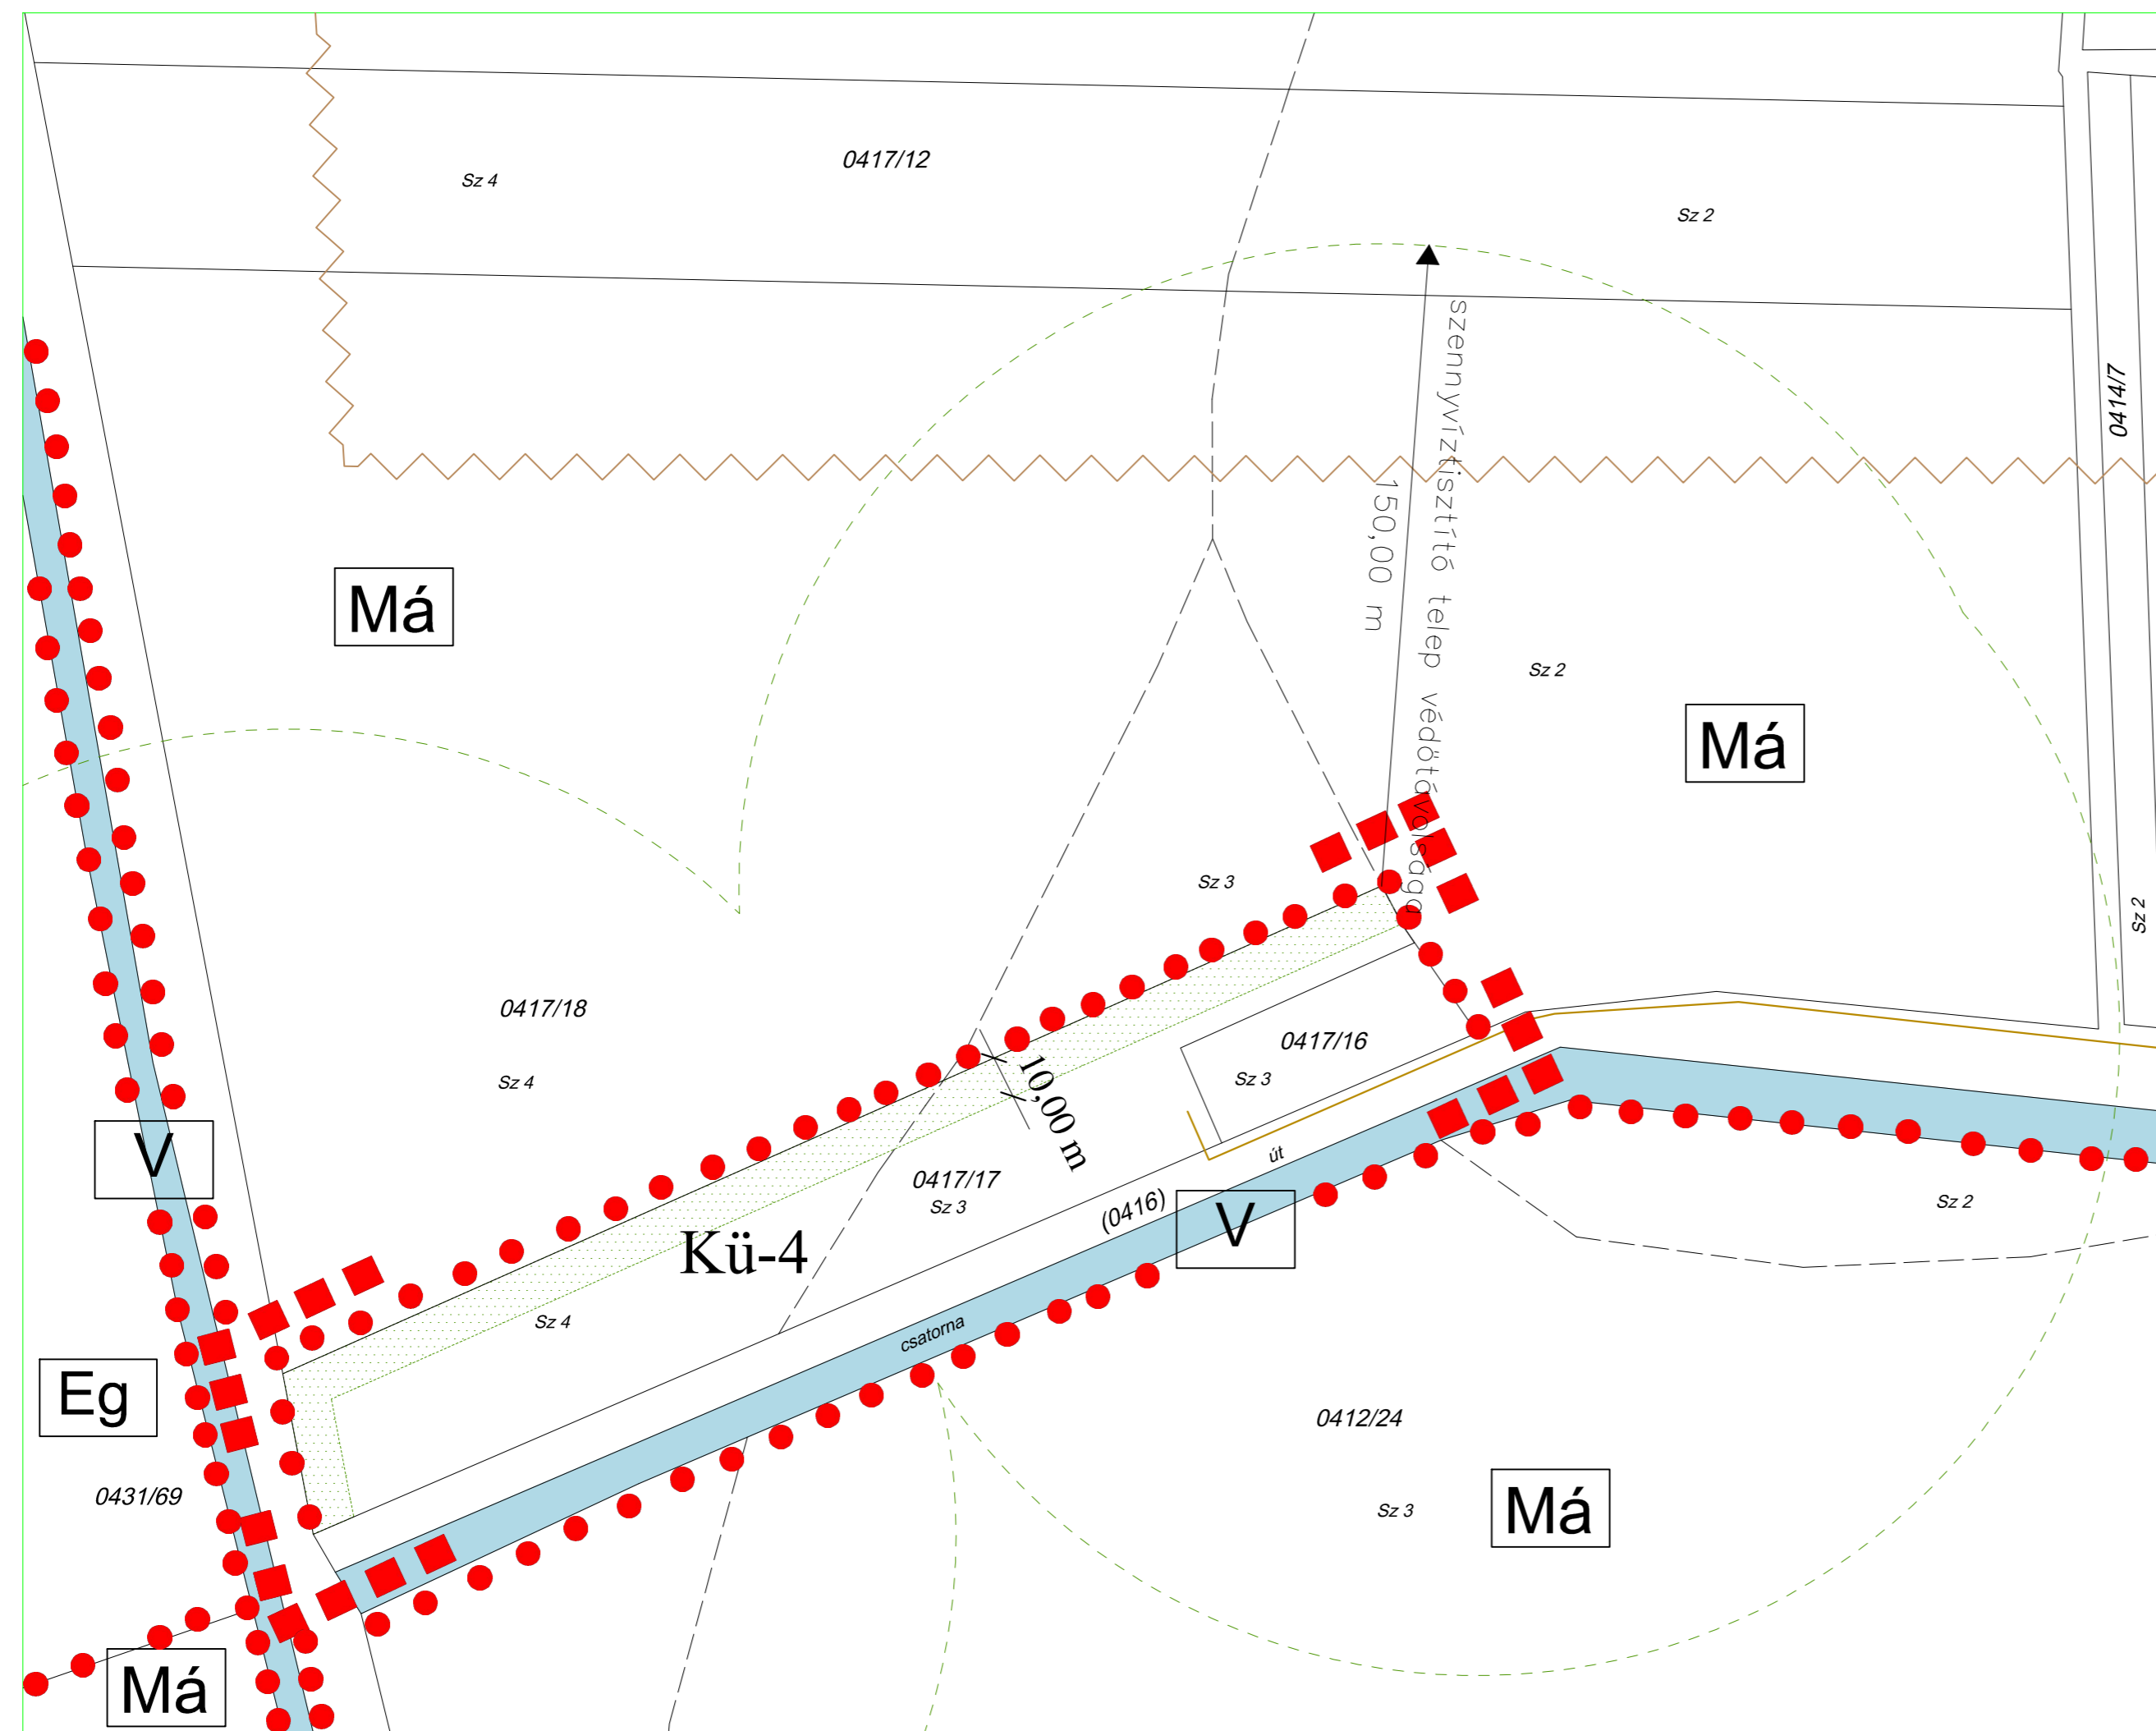 0417/12
Sz 4
Sz 2
0414/7
szennyvíztisztító telep védőtávolsága
150,00 m
Má
Sz 2
Má
Sz 3
Sz 2
0417/18
Sz 4
0417/16
Sz 3
10,00 m
V
0417/17
Sz 3
út
(0416)
V
Sz 2
Kü-4
Sz 4
csatorna
Eg
0412/24
0431/69
Má
Sz 3
Má